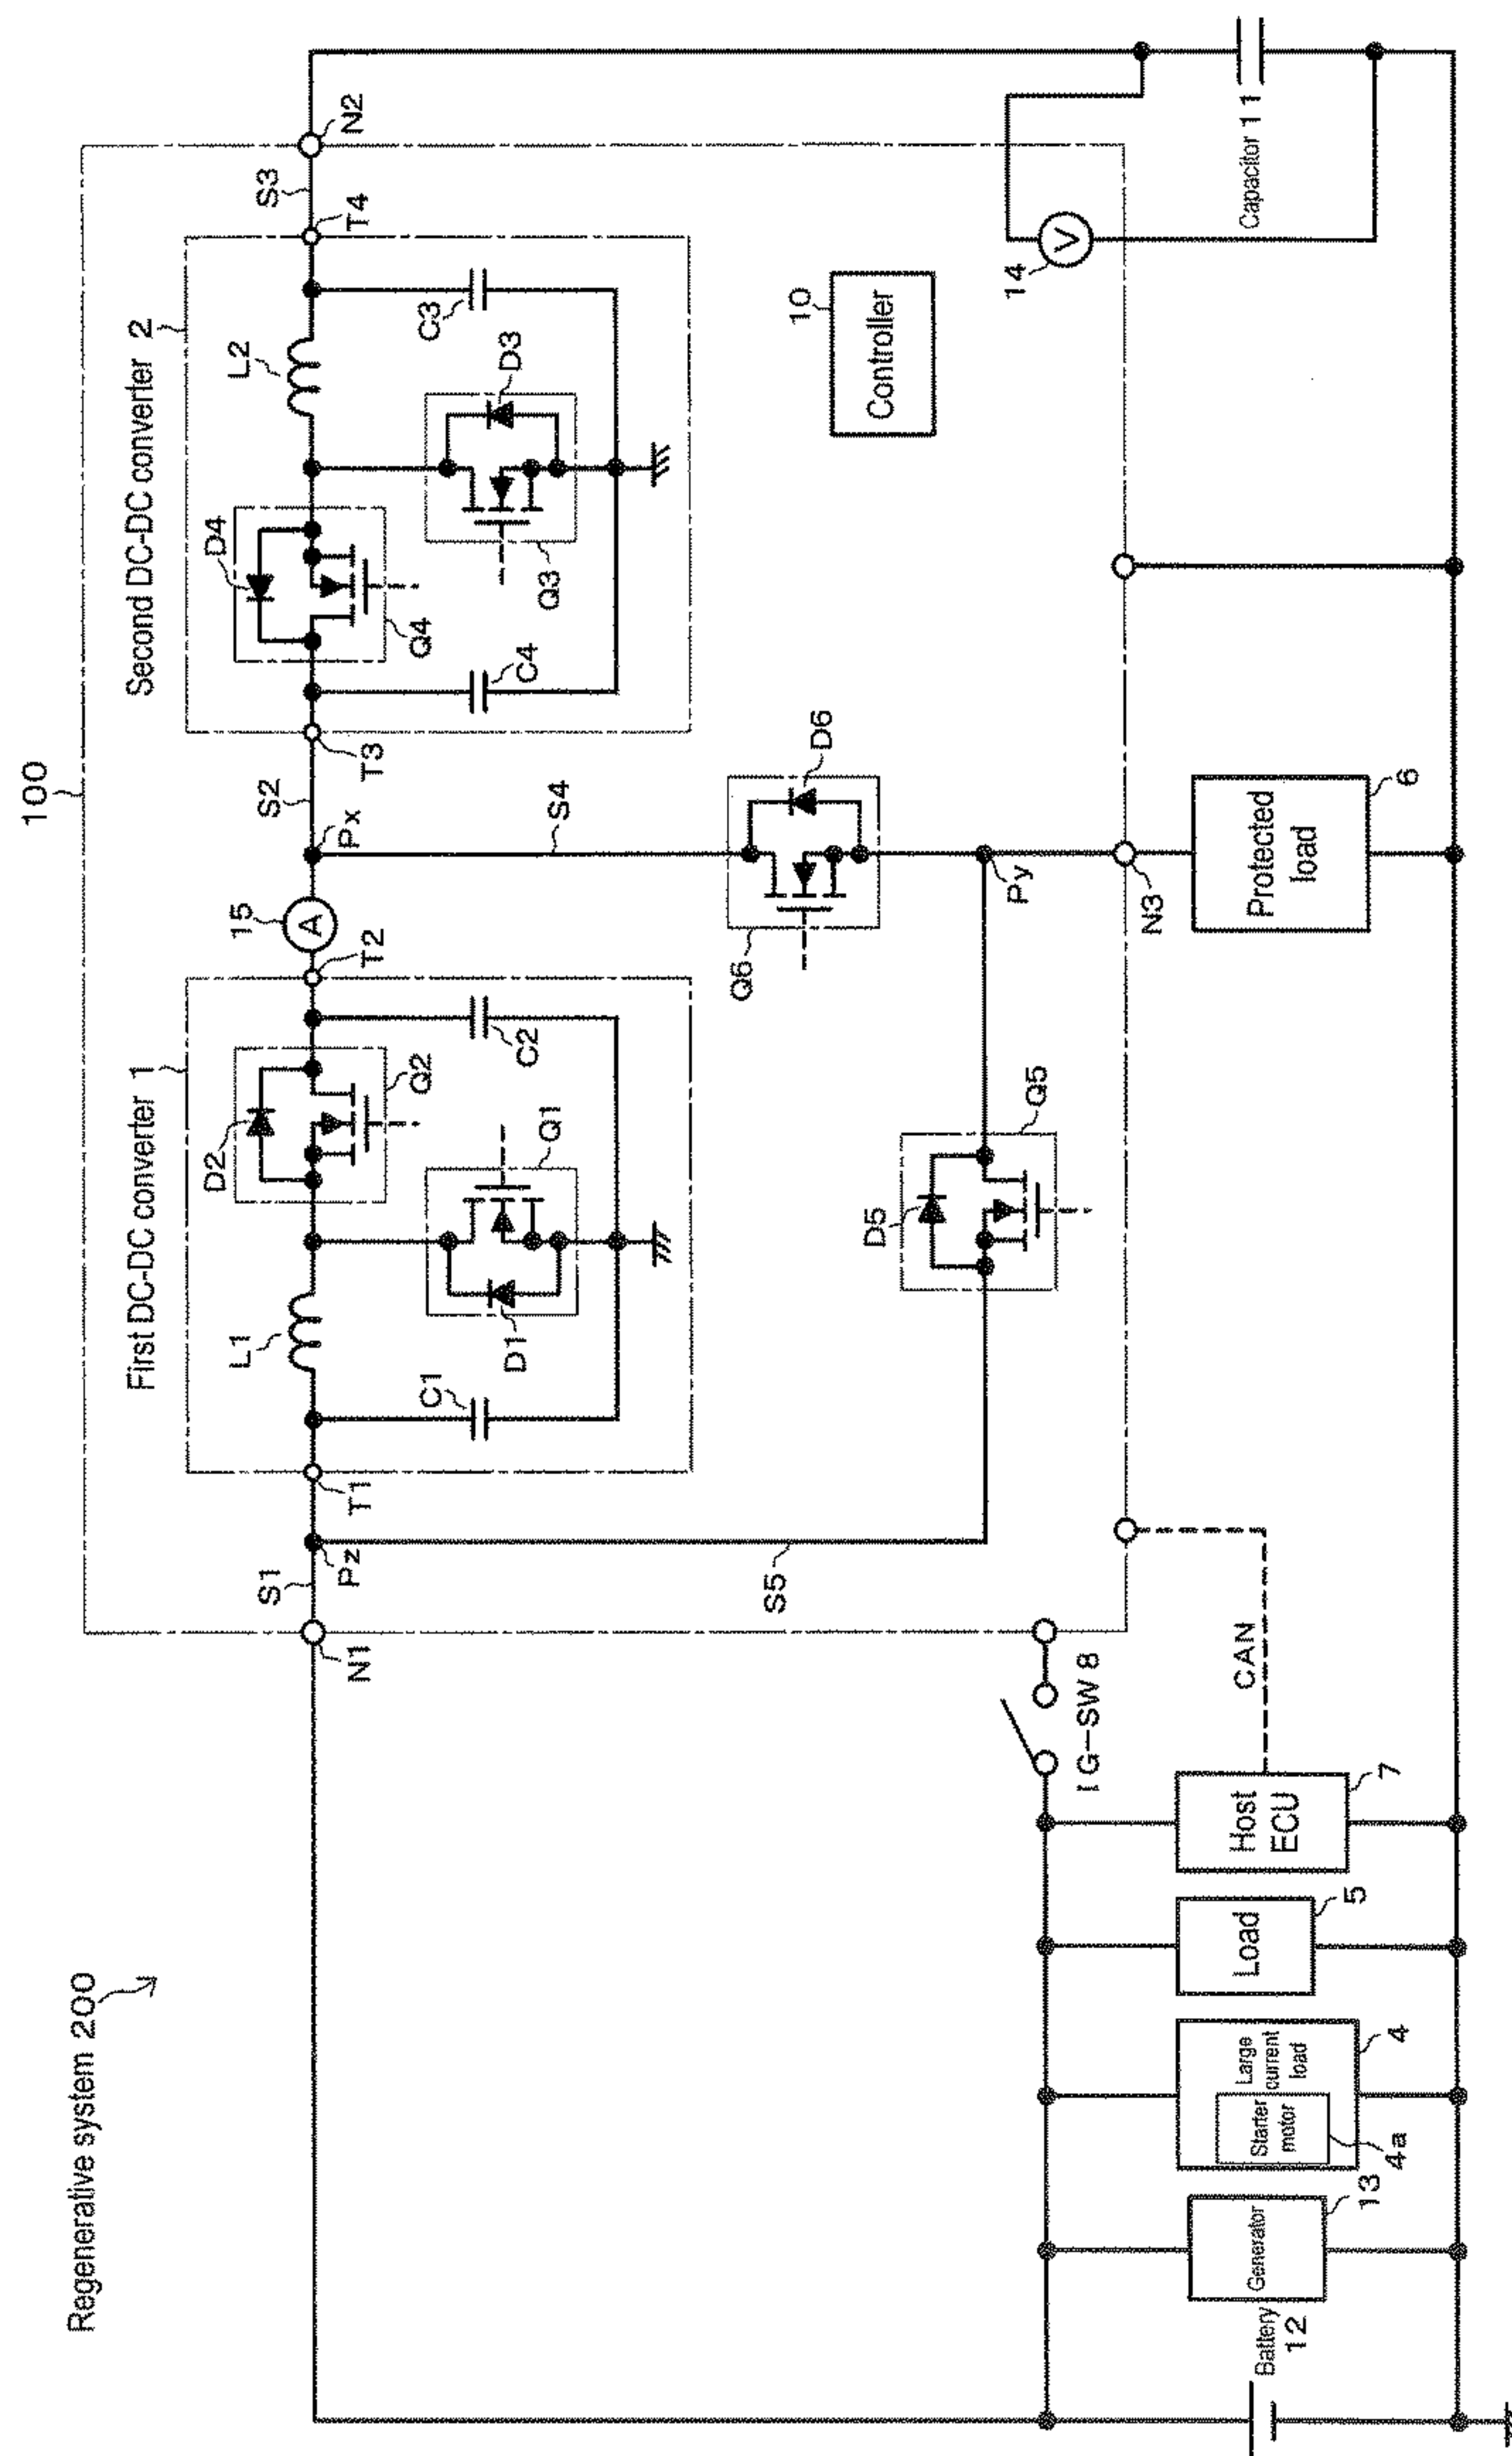 Regenerative system 200
100
First DC-DC converter 1
Second DC-DC converter 2
N1
S1
Pz
T1
L1
C1
D1
Q1
D2
Q2
C2
T2
15
A
Px
S2
T3
C4
D4
Q4
Q3
D3
L2
C3
T4
S3
N2
S4
Q6
D6
Py
N3
S5
D5
Q5
10
Controller
14
V
Capacitor 11
Protected
load
6
IG-SW 8
CAN
Host
ECU
7
Load
5
Large
current
load
4
Starter
motor
4a
Generator
13
Battery
12